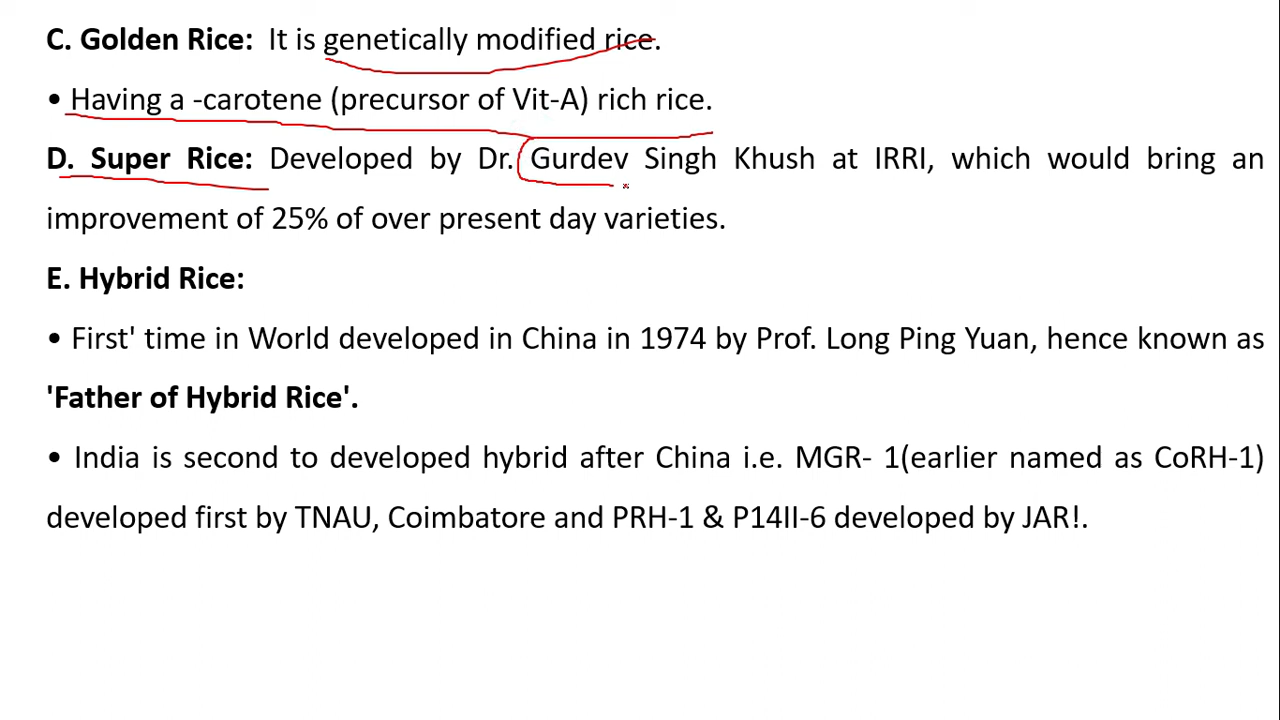 C. Golden Rice: It is genetically modified rice.
• Having a -carotene (precursor of Vit-A) rich rice.
D. Super Rice: Developed by Dr. Gurdev Singh Khush at IRRI, which would bring an
improvement of 25% of over present day varieties.
E. Hybrid Rice:
• First' time in World developed in China in 1974 by Prof. Long Ping Yuan, hence known as
'Father of Hybrid Rice'.
• India is second to developed hybrid after China i.e. MGR- 1(earlier named as CoRH-1)
developed first by TNAU, Coimbatore and PRH-1 & P14II-6 developed by JAR!.